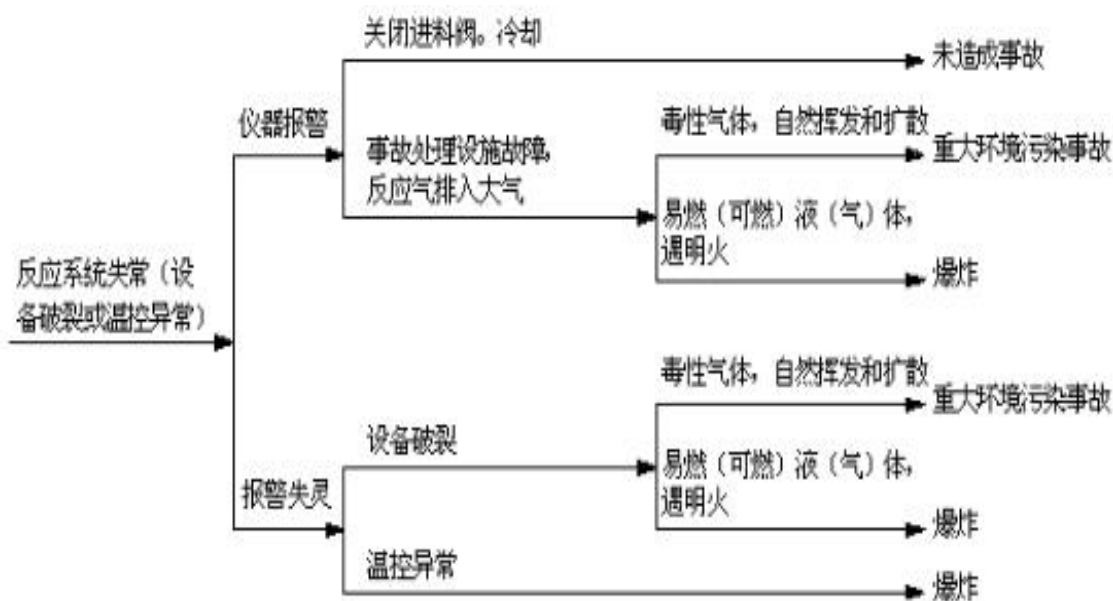 关闭进料阀。冷却
未造成事故
仪器报警
毒性气体，自然挥发和扩散
重大环境污染事故
事故处理设施故障，
反应气排入大气
易燃（可燃）液（气）体，
遇明火
爆炸
反应系统失常（设
备破裂或温控异常）
毒性气体，自然挥发和扩散
重大环境污染事故
设备破裂
易燃（可燃）液（气）体，
遇明火
报警失灵
爆炸
温控异常
爆炸